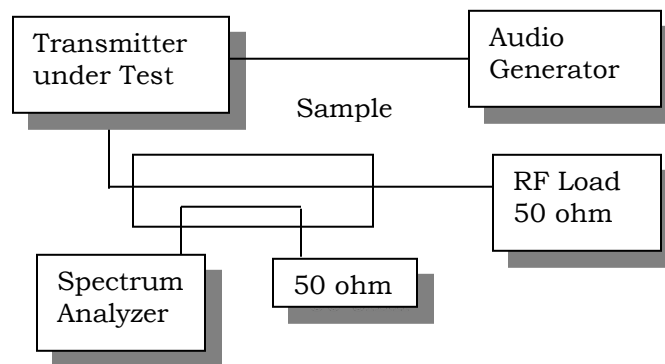 Transmitter
under Test
Audio
Generator
Sample
RF Load
50 ohm
Spectrum
Analyzer
50 ohm